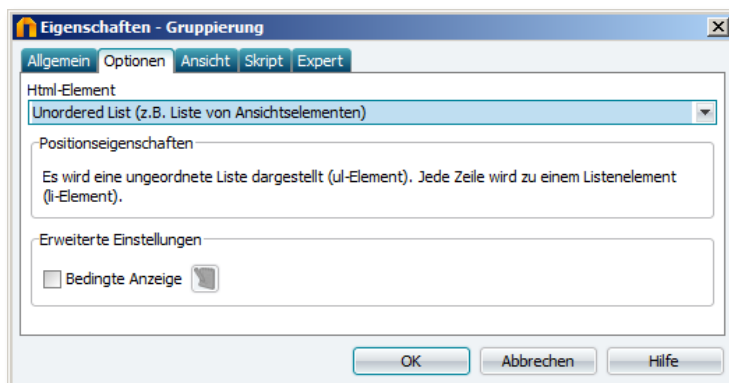 Eigenschaften - Gruppierung
Allgemein Optionen Ansicht Skript Expert
Html-Element
Unordered List (z.B. Liste von Ansichtselementen)
Positionseigenschaften
Es wird eine ungeordnete Liste dargestellt (ul-Element). Jede Zeile wird zu einem Listenelement
(li-Element).
Erweiterte Einstellungen
Bedingte Anzeige
OK Abbrechen Hilfe